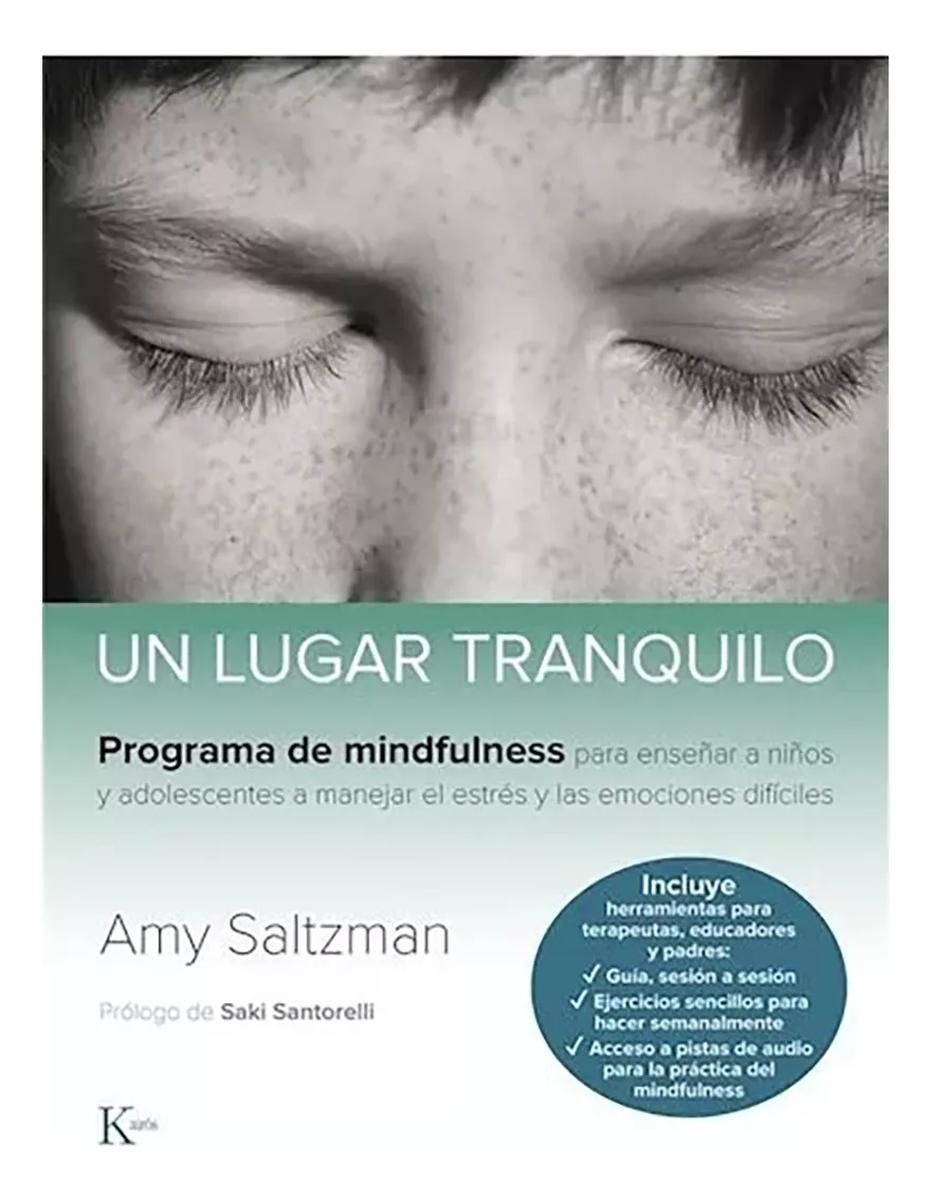 UN LUGAR TRANQUILO
Programa de mindfulness para enseñar a niños
y adolescentes a manejar el estrés y las emociones difíciles
Amy Saltzman
Prólogo de Saki Santorelli
Incluye
herramientas para
terapeutas, educadores
y padres:
✓ Guía, sesión a sesión
✓ Ejercicios sencillos para
hacer semanalmente
✓ Acceso a pistas de audio
para la práctica del
mindfulness
Kairós